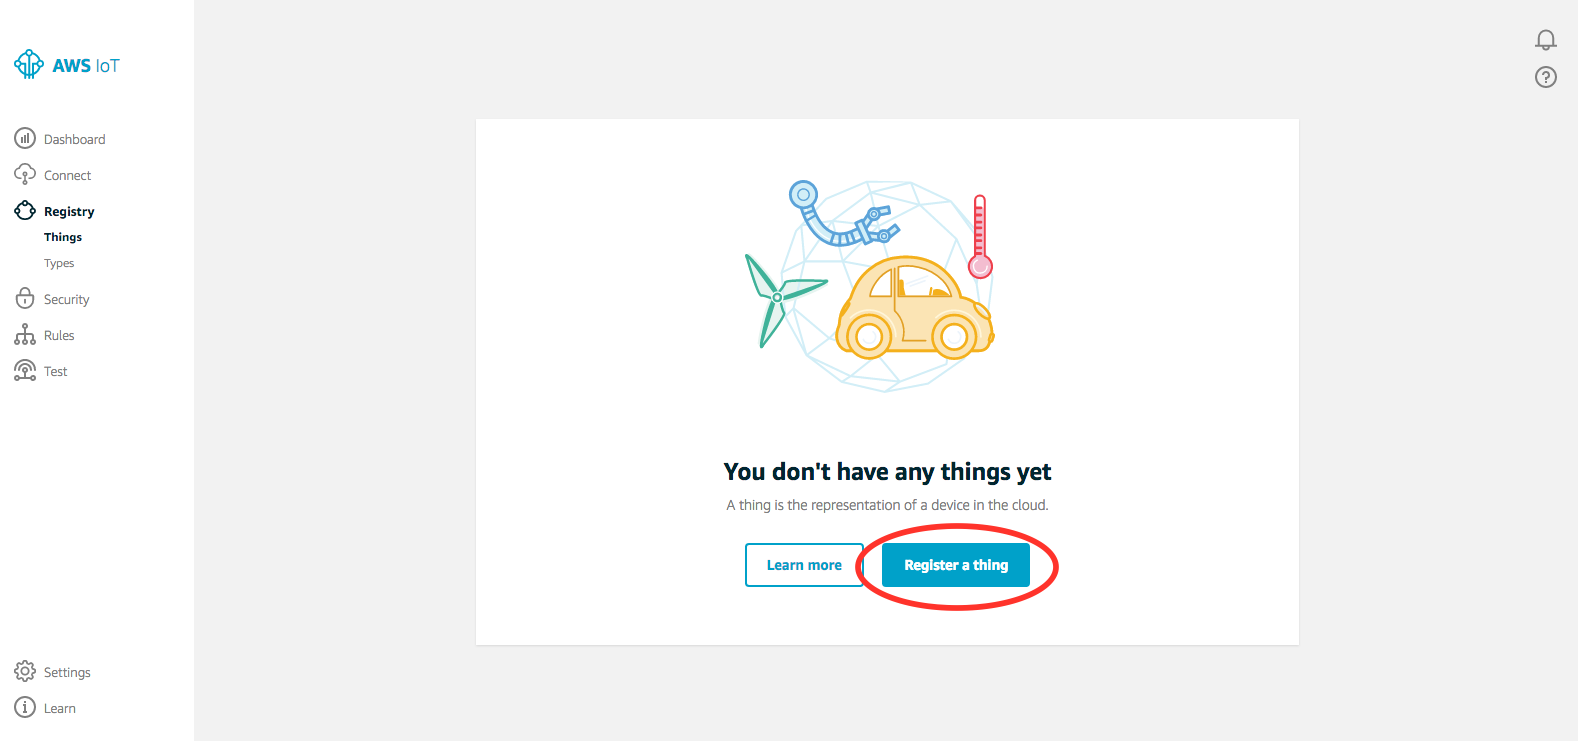 AWS IoT
Dashboard
Connect
Registry
Things
Types
Security
Rules
Test
Settings
Learn
You don't have any things yet
A thing is the representation of a device in the cloud.
Learn more
Register a thing